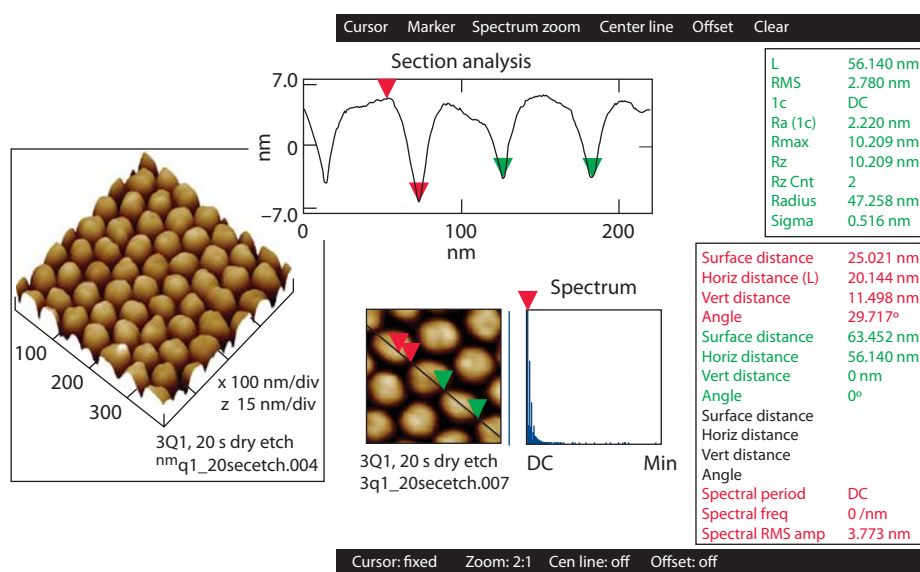 Cursor Marker Spectrum zoom Center line Offset Clear
Section analysis
7.0
0
−7.0
nm
0 100 200
nm
L 56.140 nm
RMS 2.780 nm
1c DC
Ra (1c) 2.220 nm
Rmax 10.209 nm
Rz 10.209 nm
Rz Cnt 2
Radius 47.258 nm
Sigma 0.516 nm
100
200
300
x 100 nm/div
z 15 nm/div
3Q1, 20 s dry etch
nm q1_20secetch.004
3Q1, 20 s dry etch
3q1_20secetch.007
Spectrum
DC Min
Surface distance 25.021 nm
Horiz distance (L) 20.144 nm
Vert distance 11.498 nm
Angle 29.717º
Surface distance 63.452 nm
Horiz distance 56.140 nm
Vert distance 0 nm
Angle 0º
Surface distance
Horiz distance
Vert distance
Angle
Spectral period DC
Spectral freq 0 /nm
Spectral RMS amp 3.773 nm
Cursor: fixed Zoom: 2:1 Cen line: off Offset: off